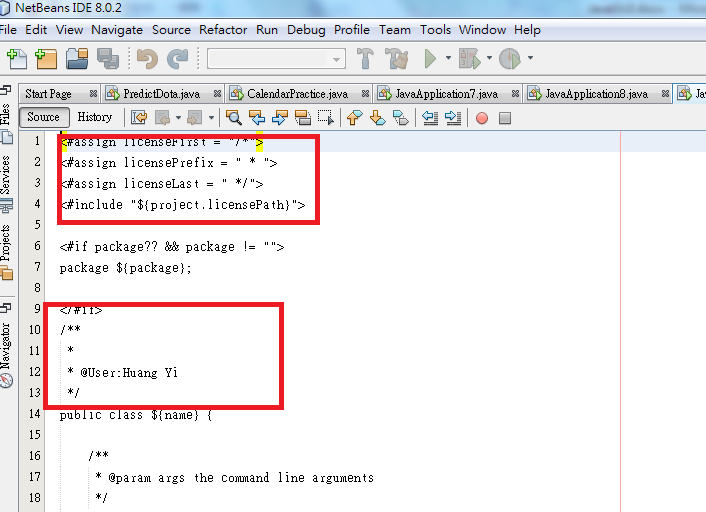 NetBeans IDE 8.0.2
File Edit View Navigate Source Refactor Run Debug Profile Team Tools Window Help
Start Page PredictDota.java CalendarPractice.java JavaApplication7.java JavaApplication8.java
Source History
Files
Services
Projects
Navigator
1 <#assign licenseFirst = "/*">
2 <#assign licensePrefix = " * ">
3 <#assign licenseLast = " */">
4 <#include "${project.licensePath}">
5
6 <#if package?? && package != "">
7 package ${package};
8
9 </#if>
10 /**
11 *
12 * @User:Huang Yi
13 */
14 public class ${name} {
15
16 /**
17 * @param args the command line arguments
18 */